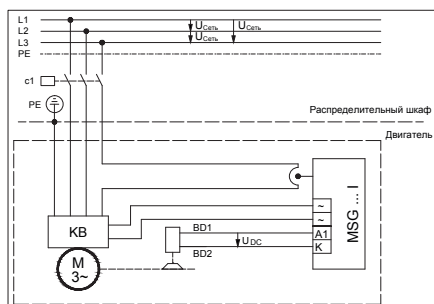 L1
L2
L3
PE
UСеть UСеть
UСеть
c1
PE
Распределительный шкаф
Двигатель
MSG ... I
~
~
A1
K
KB
BD1
UDC
BD2
M
3~